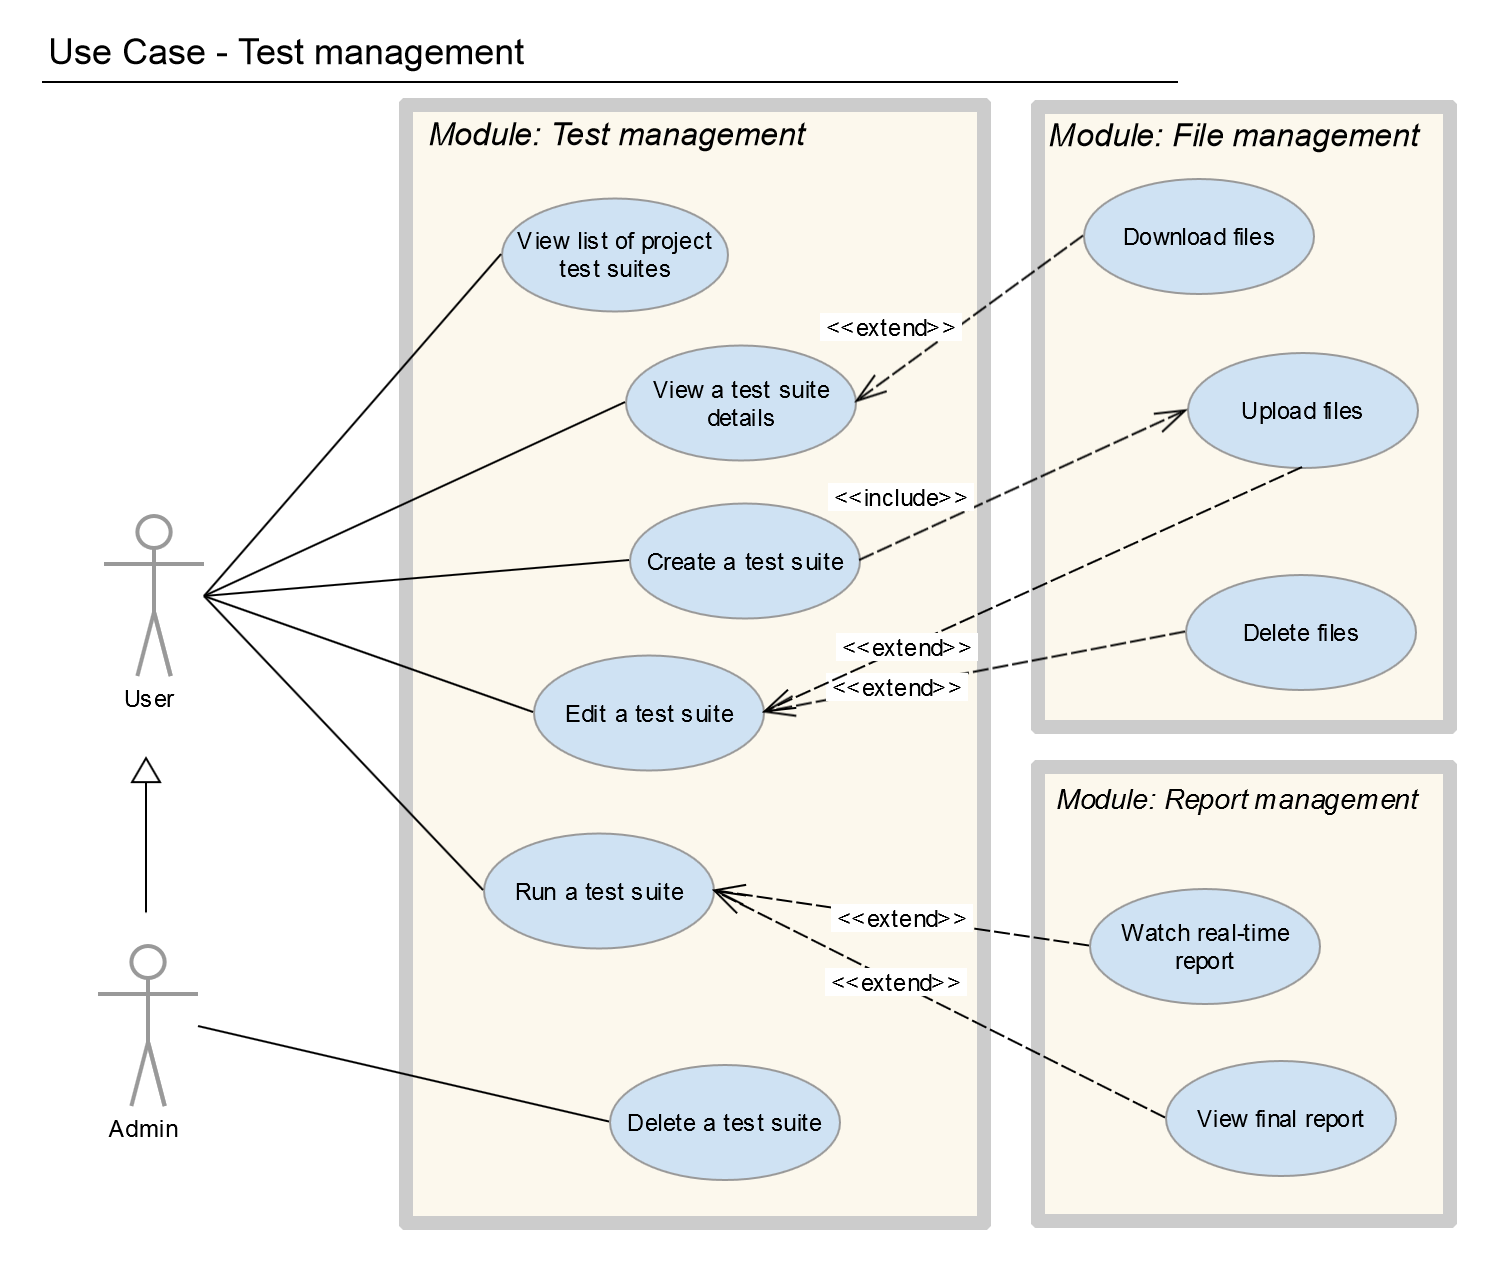 Use Case - Test management
Module: Test management
View list of project
test suites
View a test suite
details
Create a test suite
Edit a test suite
Run a test suite
Delete a test suite
<<extend>>
<<include>>
<<extend>>
<<extend>>
<<extend>>
<<extend>>
Module: File management
Download files
Upload files
Delete files
Module: Report management
Watch real-time
report
View final report
User
Admin